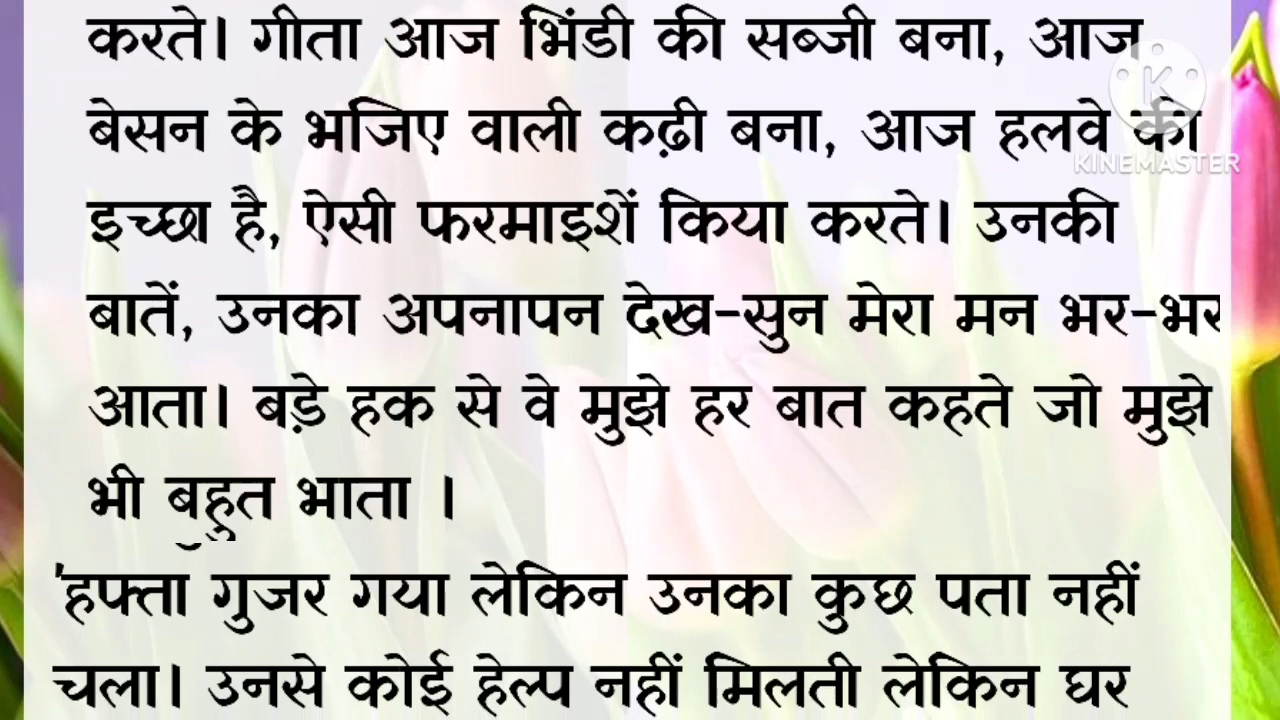 करते। गीता आज भिंडी की सब्जी बना, आज
बेसन के भजिए वाली कढ़ी बना, आज हलवे की
इच्छा है, ऐसी फरमाइशें किया करते। उनकी
बातें, उनका अपनापन देख-सुन मेरा मन भर-भर
आता। बड़े हक से वे मुझे हर बात कहते जो मुझे
भी बहुत भाता ।
'हफ्ता गुजर गया लेकिन उनका कुछ पता नहीं
चला। उनसे कोई हेल्प नहीं मिलती लेकिन घर
K
KINEMASTER